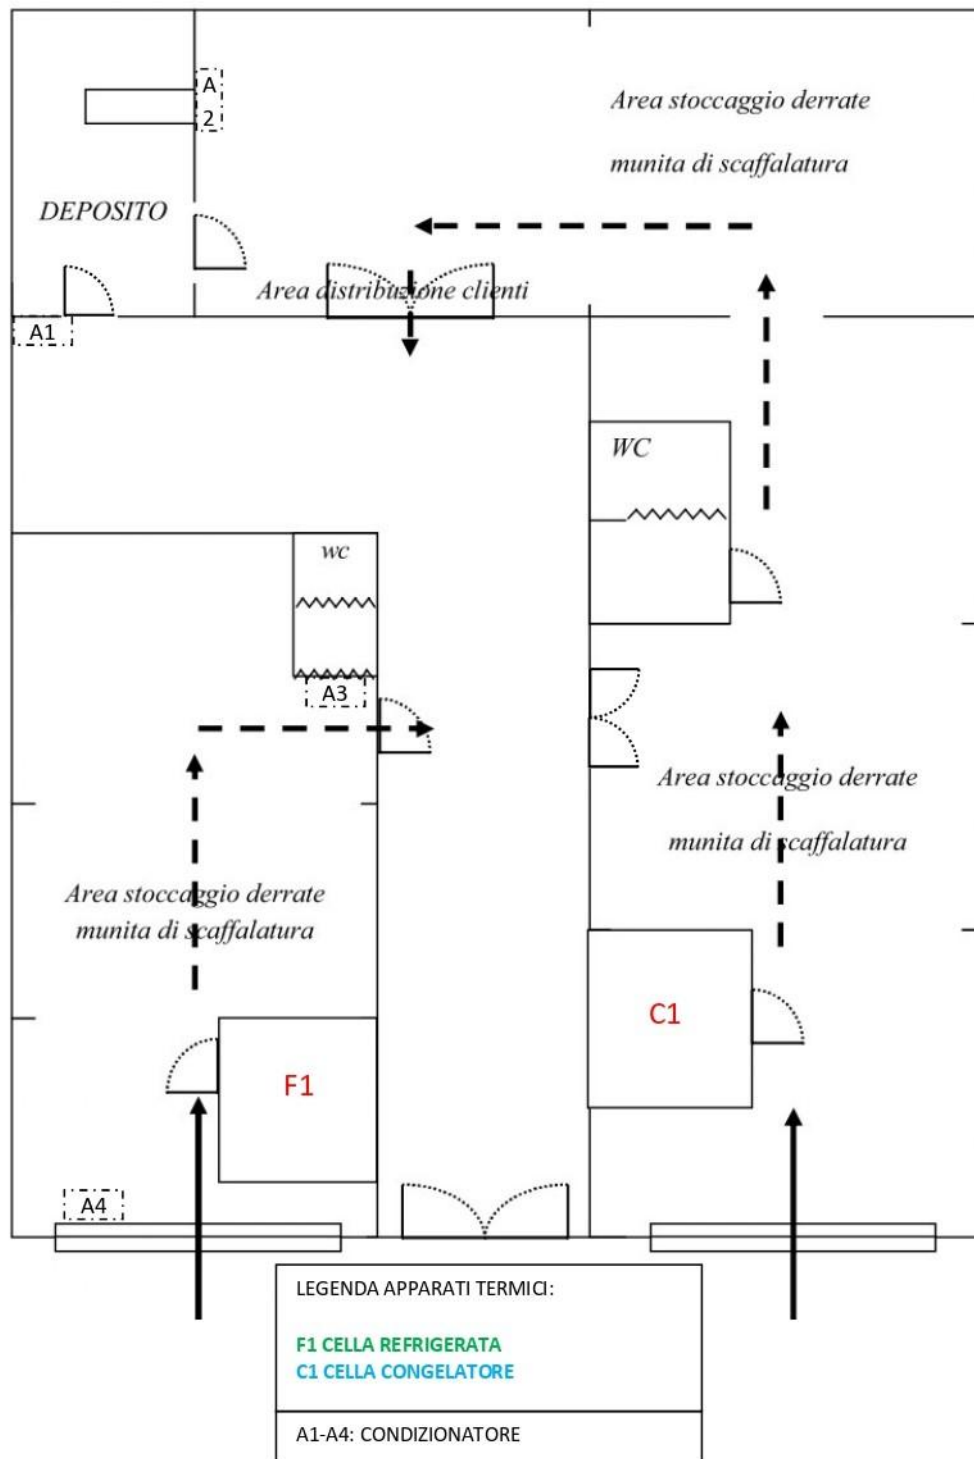 A
2
Area stoccaggio derrate
munita di scaffalatura
DEPOSITO
Area distribuzione clienti
A1
WC
wc
A3
Area stoccaggio derrate
munita di scaffalatura
Area stoccaggio derrate
munita di scaffalatura
C1
F1
A4
LEGENDA APPARATI TERMICI:
F1 CELLA REFRIGERATA
C1 CELLA CONGELATORE
A1-A4: CONDIZIONATORE